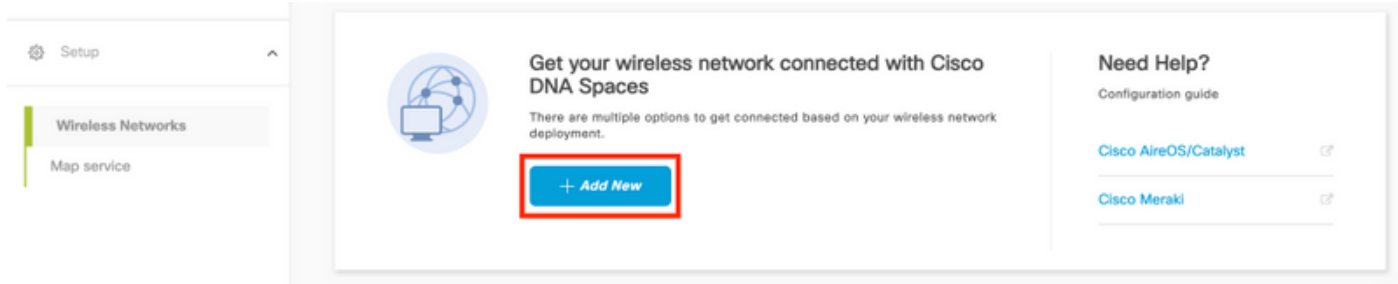 Setup
Wireless Networks
Map service
Get your wireless network connected with Cisco
DNA Spaces
There are multiple options to get connected based on your wireless network
deployment.
+ Add New
Need Help?
Configuration guide
Cisco AireOS/Catalyst
Cisco Meraki